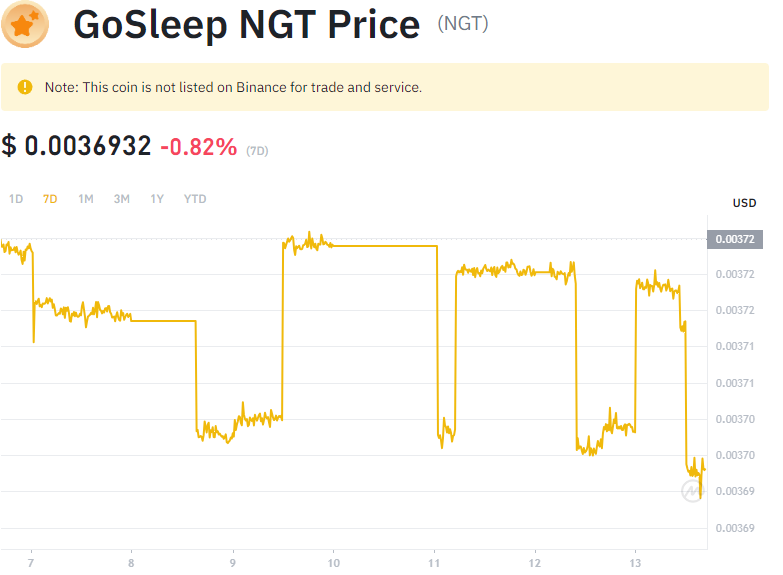 GoSleep NGT Price (NGT)
Note: This coin is not listed on Binance for trade and service.
$ 0.0036932 -0.82% (7D)
1D 7D 1M 3M 1Y YTD
USD
0.00372
0.00372
0.00372
0.00371
0.00371
0.00370
0.00370
0.00369
0.00369
7 8 9 10 11 12 13